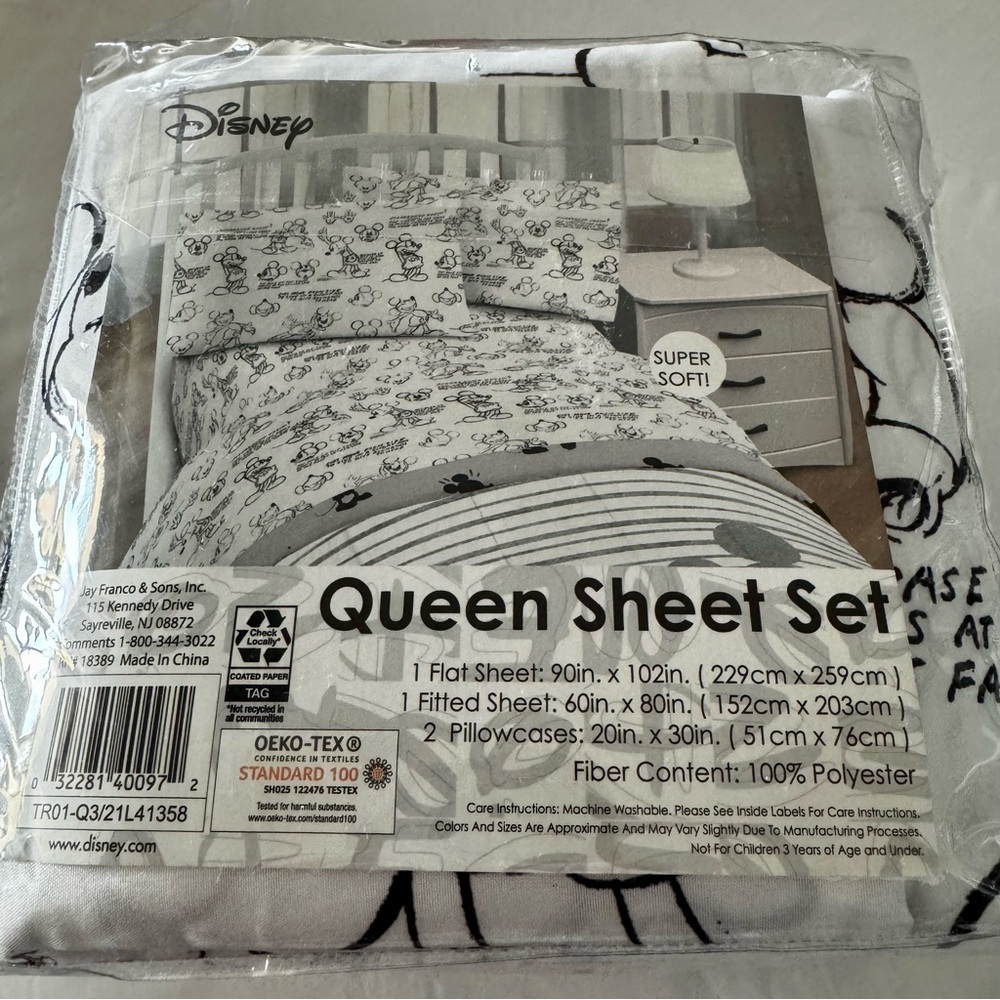 DISNEY
SUPER
SOFT!
Queen Sheet Set
Jay Franco & Sons, Inc.
115 Kennedy Drive
Sayreville, NJ 08872
omments 1-800-344-3022
# 18389 Made In China
Check
Locally*
COATED PAPER
TAG
*Not recycled in
all communities
1 Flat Sheet: 90in. x 102in. ( 229cm x 259cm )
1 Fitted Sheet: 60in. x 80in. ( 152cm x 203cm )
2 Pillowcases: 20in. x 30in. ( 51cm x 76cm )
Fiber Content: 100% Polyester
Care Instructions: Machine Washable. Please See Inside Labels For Care Instructions.
Colors And Sizes Are Approximate And May Vary Slightly Due To Manufacturing Processes.
Not For Children 3 Years of Age and Under.
OEKO-TEX®
CONFIDENCE IN TEXTILES
STANDARD 100
SH025 122476 TESTEX
Tested for harmful substances.
www.oeko-tex.com/standard100
0 32281 40097 2
TR01-Q3/21L41358
www.disney.com
ASE
S AT
FA